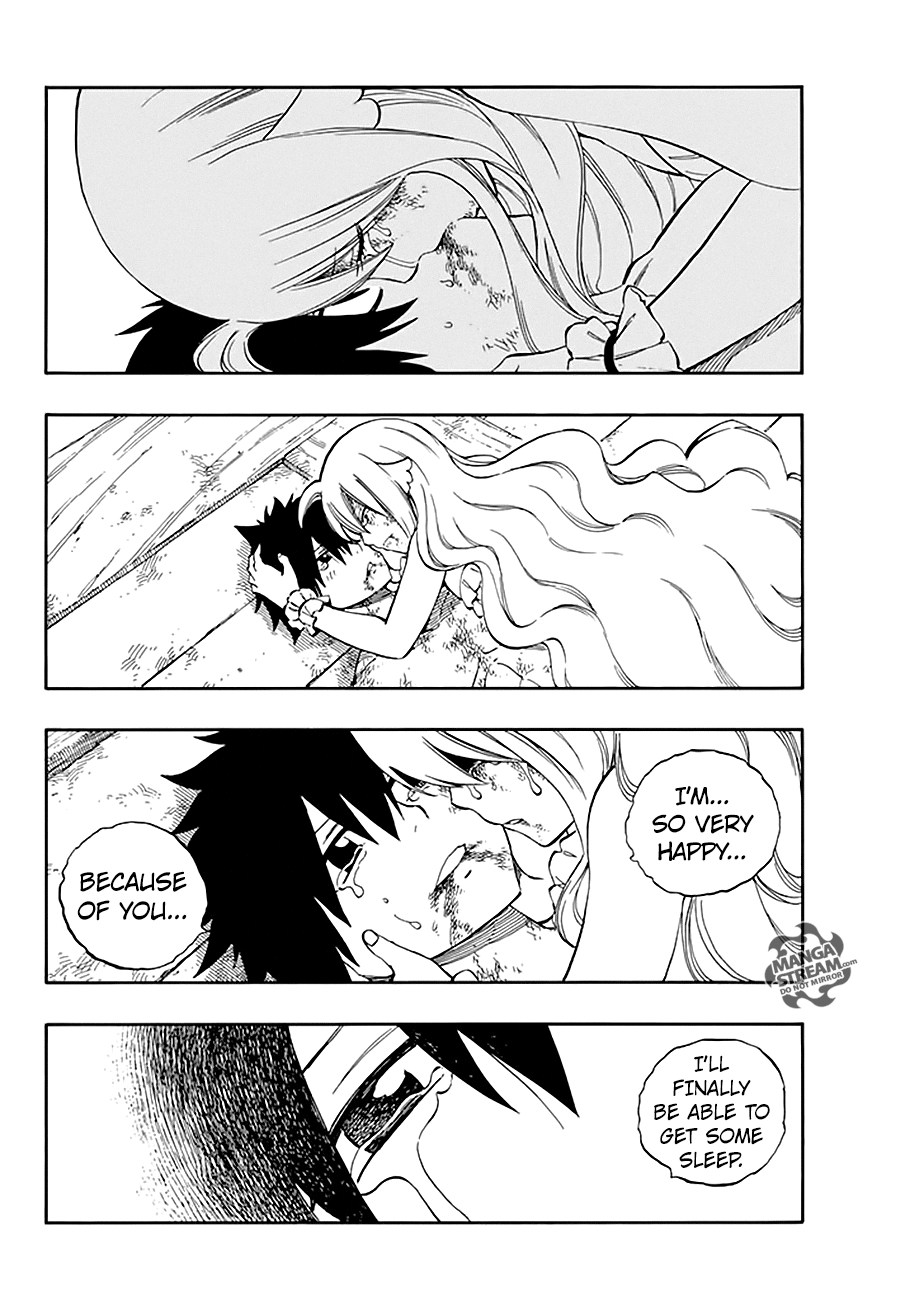 I'M...
SO VERY
HAPPY...
BECAUSE
OF YOU...
MANGA
STREAM.com
DO NOT MIRROR
I'LL
FINALLY
BE ABLE TO
GET SOME
SLEEP.